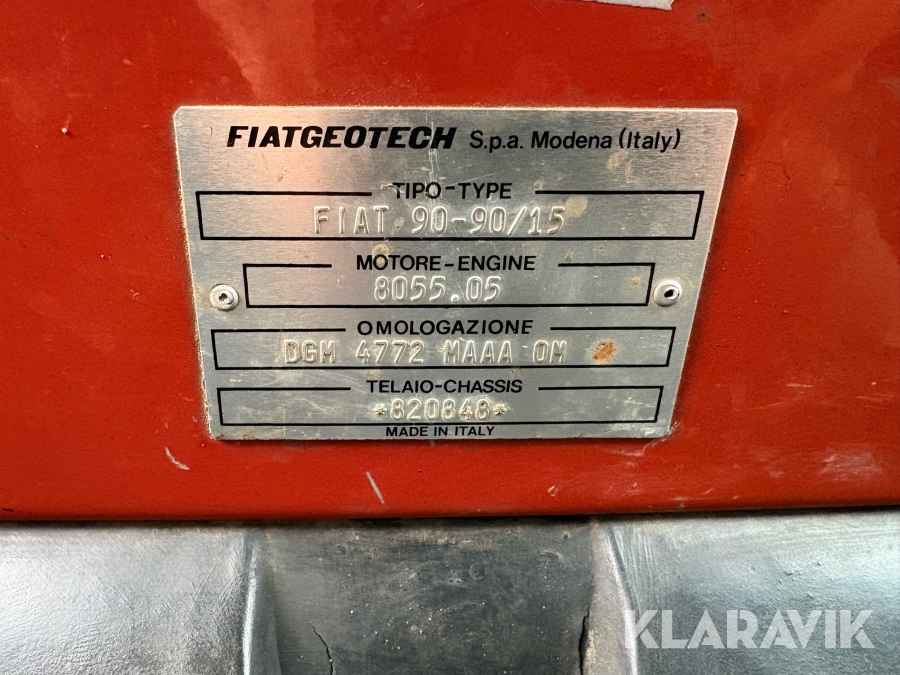 FIATGEOTECH S.p.a. Modena (Italy)
TIPO-TYPE
FIAT 90-90/15
MOTORE-ENGINE
8055.05
OMOLOGAZIONE
DGM 4772 MAAA OM
TELAIO-CHASSIS
*820848*
MADE IN ITALY
KLARAVIK